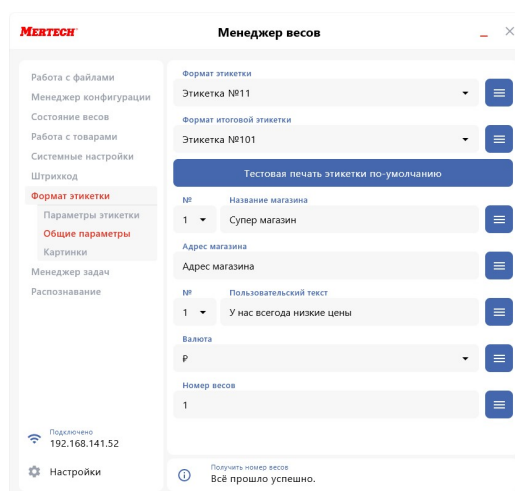 MERTECH
Менеджер весов
Работа с файлами
Менеджер конфигурации
Состояние весов
Работа с товарами
Системные настройки
Штрихкод
Формат этикетки
Параметры этикетки
Общие параметры
Картинки
Менеджер задач
Распознавание
Подключено
192.168.141.52
Настройки
Формат этикетки
Этикетка №11
Формат итоговой этикетки
Этикетка №101
Тестовая печать этикетки по-умолчанию
№ Название магазина
1 Супер магазин
Адрес магазина
Адрес магазина
№ Пользовательский текст
1 У нас всегода низкие цены
Валюта
₽
Номер весов
1
Получить номер весов
Всё прошло успешно.